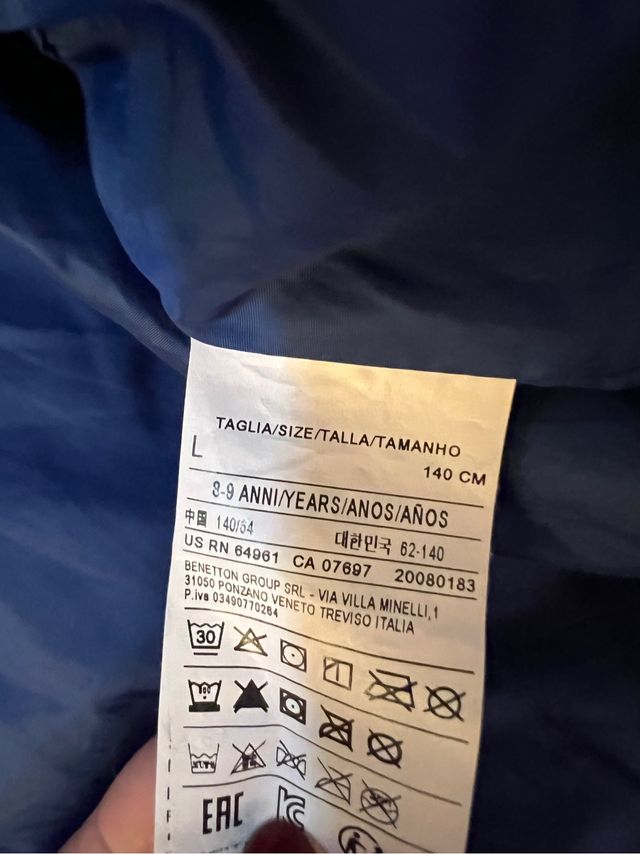 TAGLIA/SIZE/TALLA/TAMANHO
L 140 CM
8-9 ANNI/YEARS/ANOS/AÑOS
中国 140/64 대한민국 62-140
US RN 64961 CA 07697 20080183
BENETTON GROUP SRL - VIA VILLA MINELLI,1
31050 PONZANO VENETO TREVISO ITALIA
P.iva 03490770264
30
EAC